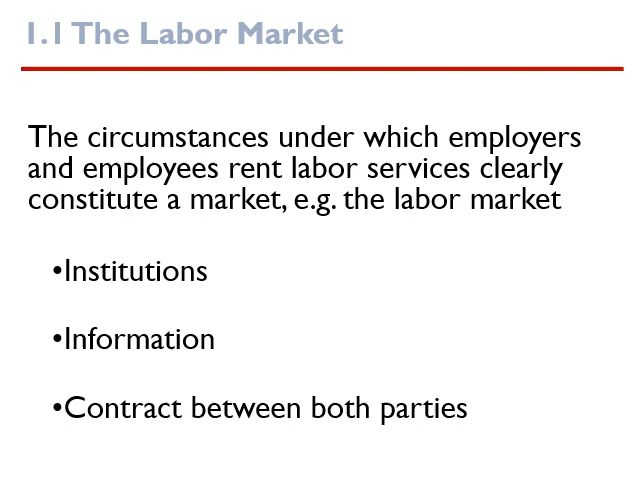 1.1 The Labor Market
The circumstances under which employers
and employees rent labor services clearly
constitute a market, e.g. the labor market
•Institutions
•Information
•Contract between both parties